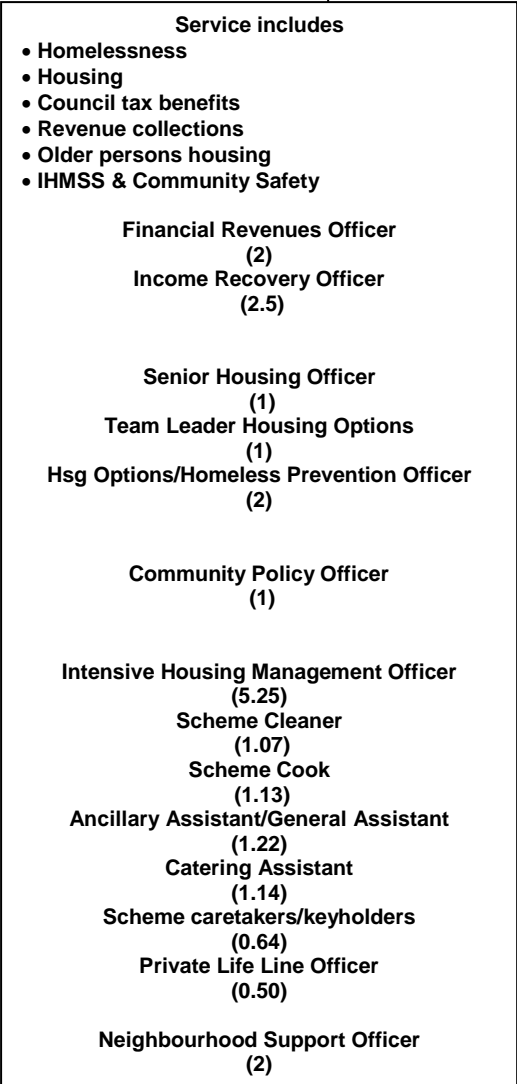 Service includes
• Homelessness
• Housing
• Council tax benefits
• Revenue collections
• Older persons housing
• IHMSS & Community Safety
Financial Revenues Officer
(2)
Income Recovery Officer
(2.5)
Senior Housing Officer
(1)
Team Leader Housing Options
(1)
Hsg Options/Homeless Prevention Officer
(2)
Community Policy Officer
(1)
Intensive Housing Management Officer
(5.25)
Scheme Cleaner
(1.07)
Scheme Cook
(1.13)
Ancillary Assistant/General Assistant
(1.22)
Catering Assistant
(1.14)
Scheme caretakers/keyholders
(0.64)
Private Life Line Officer
(0.50)
Neighbourhood Support Officer
(2)